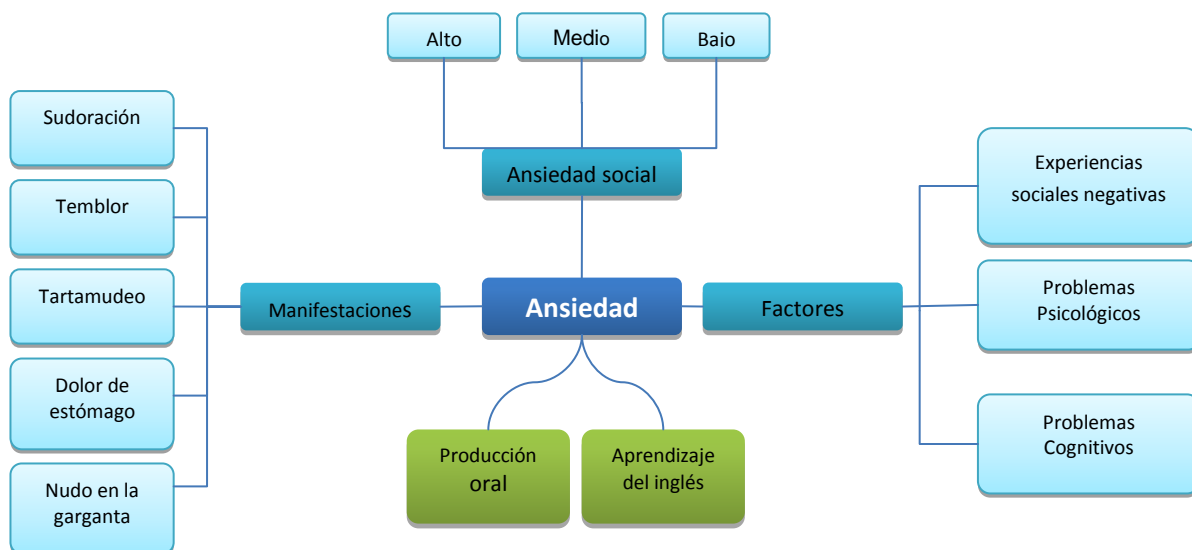 Alto
Medio
Bajo
Ansiedad social
Sudoración
Temblor
Tartamudeo
Dolor de
estómago
Nudo en la
garganta
Manifestaciones
Ansiedad
Factores
Experiencias
sociales negativas
Problemas
Psicológicos
Problemas
Cognitivos
Producción
oral
Aprendizaje
del inglés